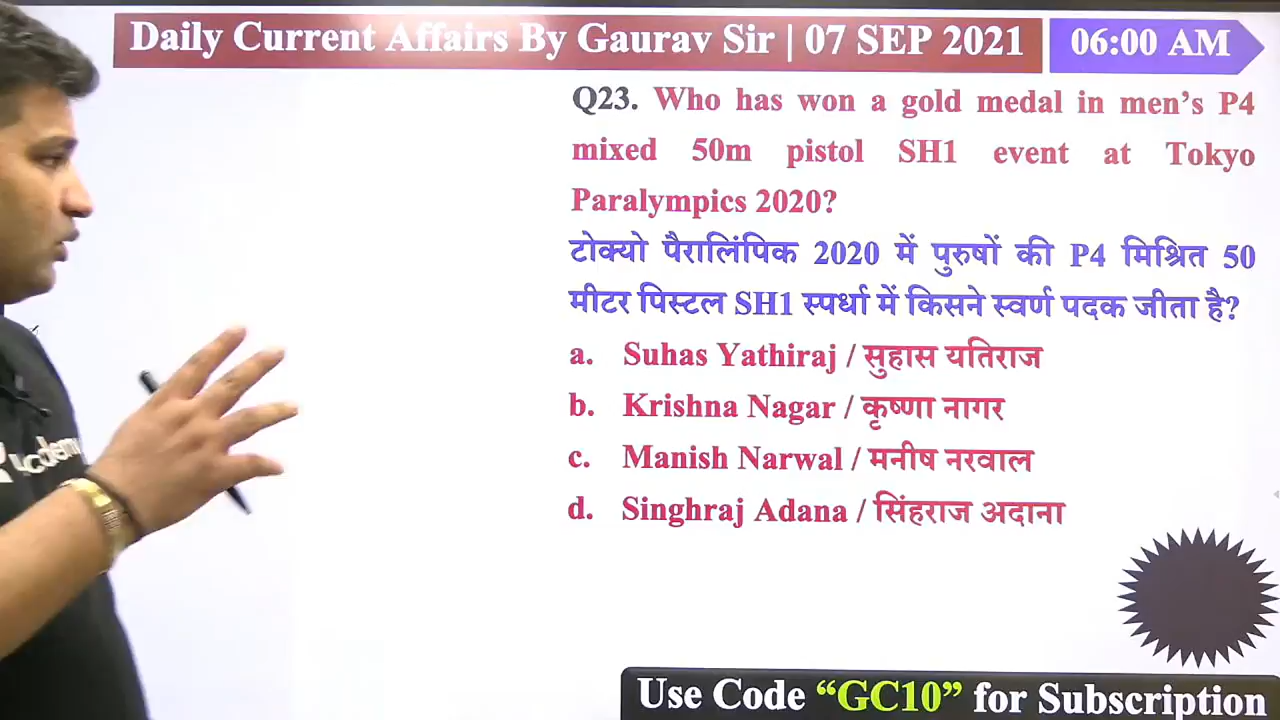 Daily Current Affairs By Gaurav Sir | 07 SEP 2021
06:00 AM
Q23. Who has won a gold medal in men's P4
mixed 50m pistol SH1 event at Tokyo
Paralympics 2020?
टोक्यो पैरालिंपिक 2020 में पुरुषों की P4 मिश्रित 50
मीटर पिस्टल SH1 स्पर्धा में किसने स्वर्ण पदक जीता है?
a. Suhas Yathiraj / सुहास यतिराज
b. Krishna Nagar / कृष्णा नागर
c. Manish Narwal / मनीष नरवाल
d. Singhraj Adana / सिंहराज अदाना
Use Code “GC10” for Subscription